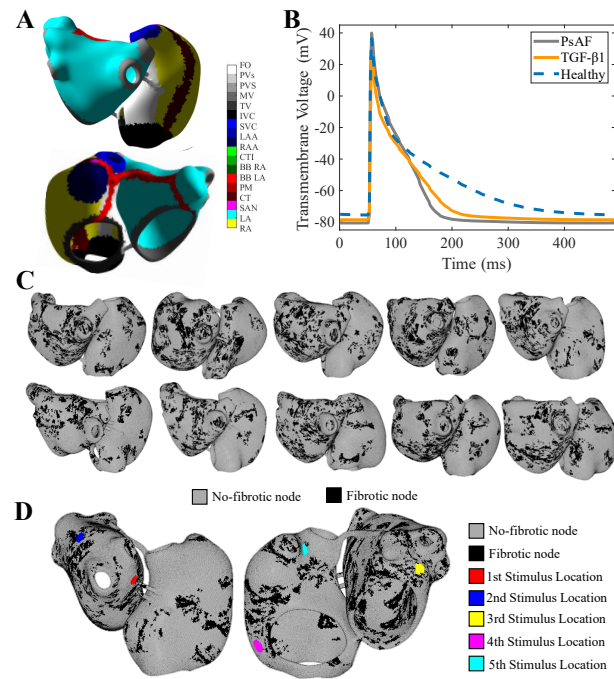 A
FO
PVs
PVS
MV
TV
IVC
SVC
LAA
RAA
CTI
BB RA
BB LA
PM
CT
SAN
LA
RA
B
Transmembrane Voltage (mV)
40
20
0
-20
-40
-60
-80
0
100
200
300
400
Time (ms)
PsAF
TGF-β1
Healthy
C
No-fibrotic node
Fibrotic node
D
No-fibrotic node
Fibrotic node
1st Stimulus Location
2nd Stimulus Location
3rd Stimulus Location
4th Stimulus Location
5th Stimulus Location